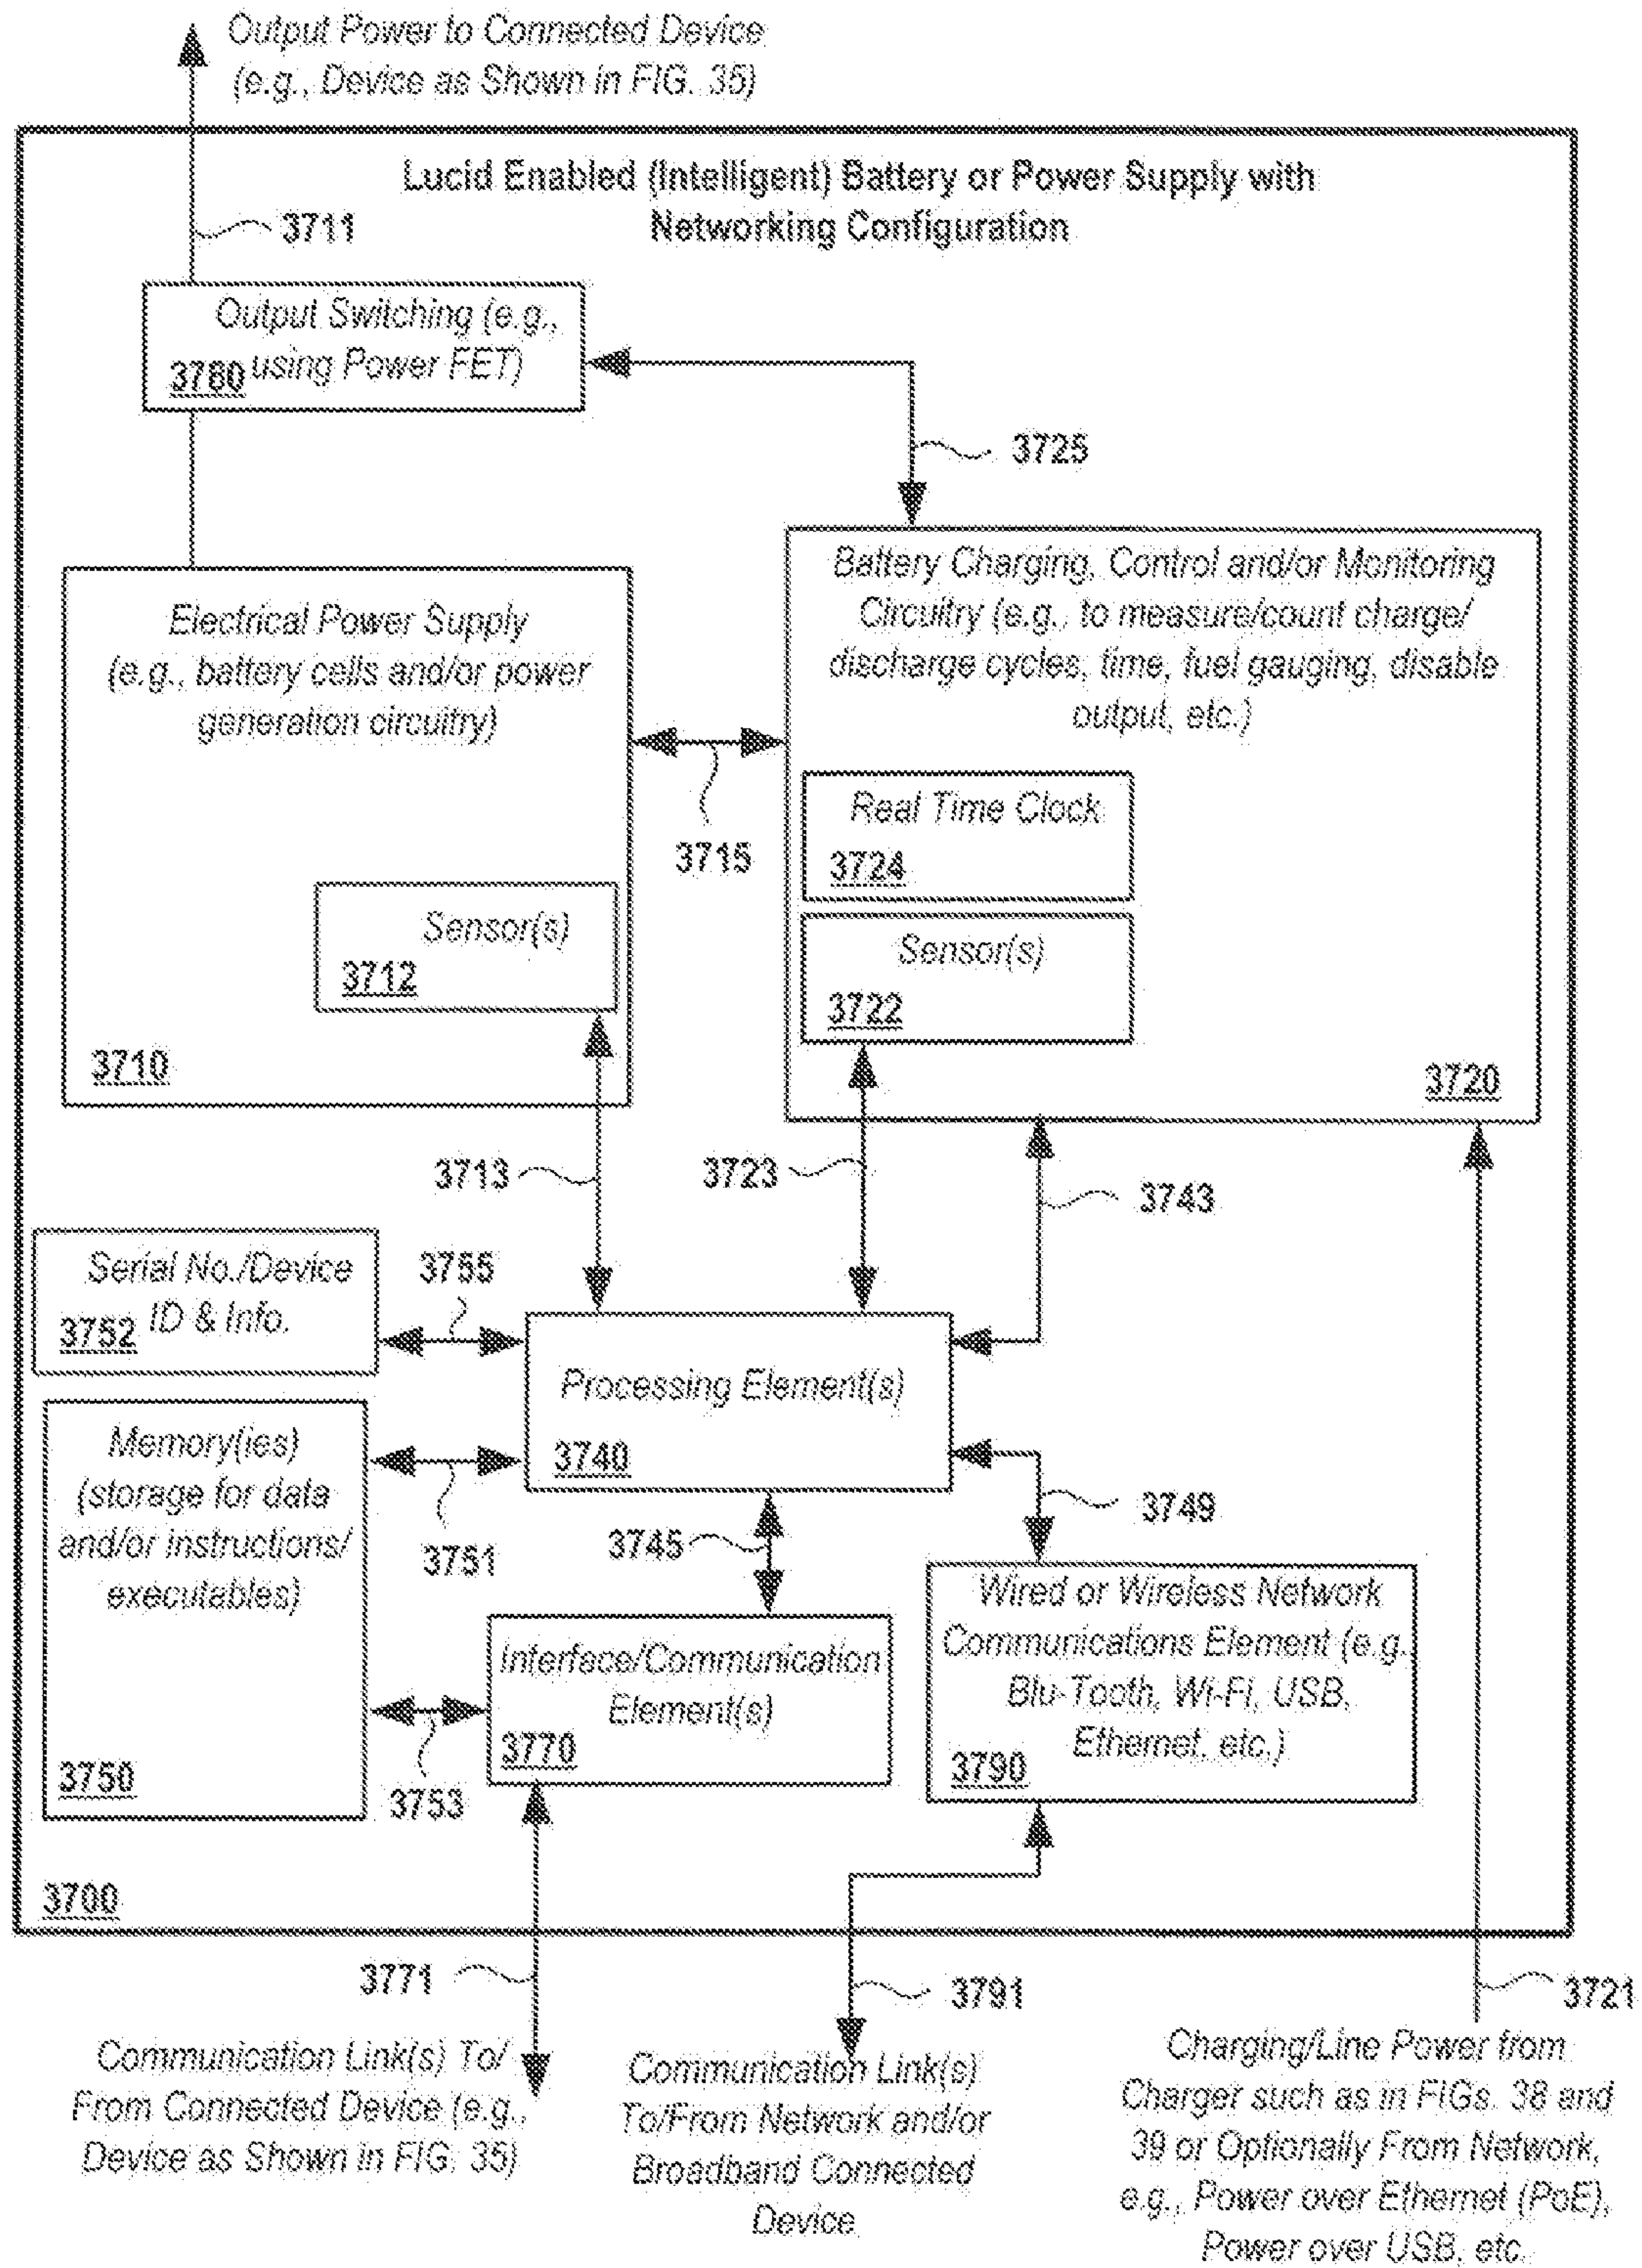 Output Power to Connected Device
(e.g., Device as Shown in FIG. 35)
Lucid Enabled (Intelligent) Battery or Power Supply with
Networking Configuration
3711
Output Switching (e.g.,
using Power FET)
3780
3725
Electrical Power Supply
(e.g., battery cells and/or power
generation circuitry)
Battery Charging, Control and/or Monitoring
Circuitry (e.g., to measure/count charge/
discharge cycles, time, fuel gauging, disable
output, etc.)
3715
Real Time Clock
3724
Sensor(s)
3712
Sensor(s)
3722
3710
3720
3713
3723
3743
Serial No./Device
ID & Info.
3752
3755
Processing Element(s)
3740
Memory(ies)
(storage for data
and/or instructions/
executables)
3751
3745
3749
Interface/Communication
Element(s)
3770
Wired or Wireless Network
Communications Element (e.g.
Blu-Tooth, Wi-Fi, USB,
Ethernet, etc.)
3790
3750
3753
3700
3771
3791
3721
Communication Link(s) To/
From Connected Device (e.g.,
Device as Shown in FIG. 35)
Communication Link(s)
To/From Network and/or
Broadband Connected
Device
Charging/Line Power from
Charger such as in FIGs. 38 and
39 or Optionally From Network,
e.g., Power over Ethernet (PoE),
Power over USB, etc.